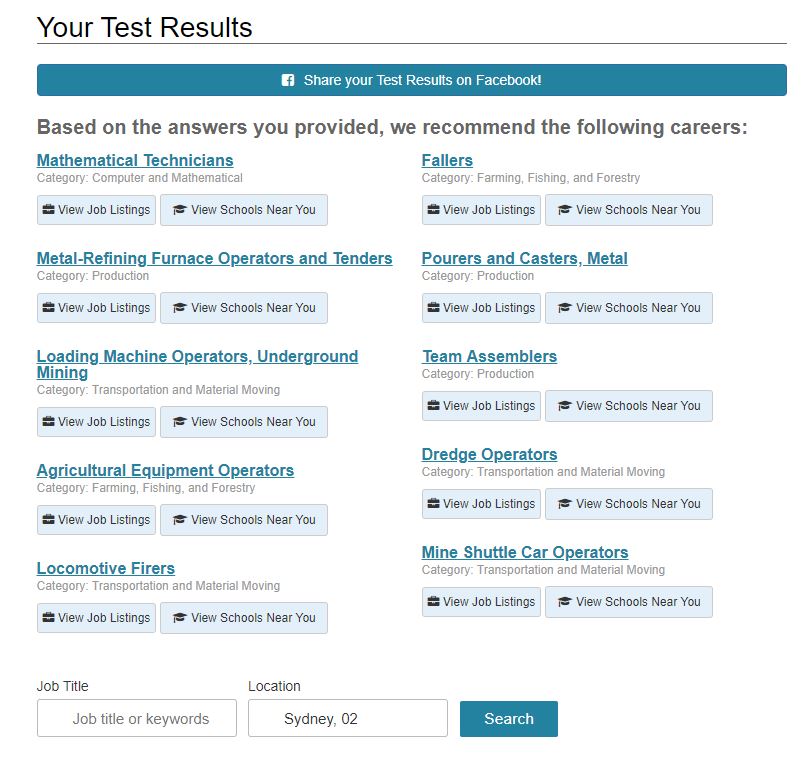 Your Test Results
Share your Test Results on Facebook!
Based on the answers you provided, we recommend the following careers:
Mathematical Technicians
Category: Computer and Mathematical
View Job Listings
View Schools Near You
Metal-Refining Furnace Operators and Tenders
Category: Production
View Job Listings
View Schools Near You
Loading Machine Operators, Underground
Mining
Category: Transportation and Material Moving
View Job Listings
View Schools Near You
Agricultural Equipment Operators
Category: Farming, Fishing, and Forestry
View Job Listings
View Schools Near You
Locomotive Firers
Category: Transportation and Material Moving
View Job Listings
View Schools Near You
Fallers
Category: Farming, Fishing, and Forestry
View Job Listings
View Schools Near You
Pourers and Casters, Metal
Category: Production
View Job Listings
View Schools Near You
Team Assemblers
Category: Production
View Job Listings
View Schools Near You
Dredge Operators
Category: Transportation and Material Moving
View Job Listings
View Schools Near You
Mine Shuttle Car Operators
Category: Transportation and Material Moving
View Job Listings
View Schools Near You
Job Title
Job title or keywords
Location
Sydney, 02
Search